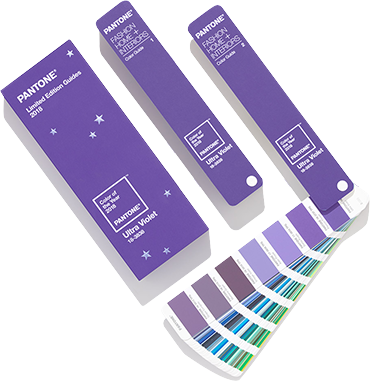 PANTONE®
Limited Edition Guides
2018
Color of
the Year
2018
PANTONE®
Ultra Violet
18-3838
PANTONE®
FASHION,
HOME +
INTERIORS
Color Guide
Color of
the Year
2018
PANTONE®
Ultra Violet
18-3838
PANTONE®
FASHION,
HOME +
INTERIORS
Color Guide
2
Color of
the Year
2018
PANTONE®
Ultra Violet
18-3838